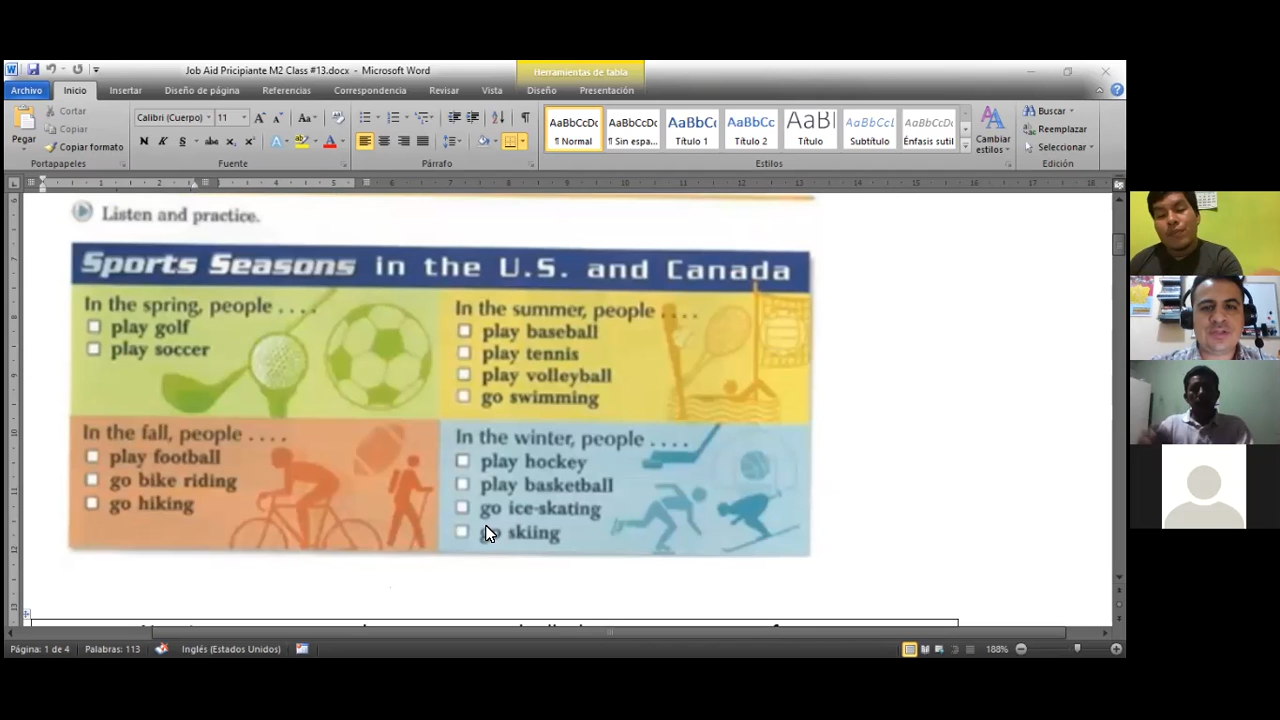 Job Aid Pricipiante M2 Class #13.docx - Microsoft Word
Herramientas de tabla
Archivo Inicio Insertar Diseño de página Referencias Correspondencia Revisar Vista Diseño Presentación
Pegar
Cortar
Copiar
Copiar formato
Portapapeles
Calibri (Cuerpo) 11
Fuente
Párrafo
AaBbCcDc AaBbCcDc AaBbC AaBbCc AaBl AaBbCcL AaBbCcDc
¶ Normal ¶ Sin espa... Título 1 Título 2 Título Subtítulo Énfasis sutil
Cambiar estilos
Estilos
Buscar
Reemplazar
Seleccionar
Edición
Listen and practice.
Sports Seasons in the U.S. and Canada
In the spring, people . . . .
play golf
play soccer
In the summer, people . . . .
play baseball
play tennis
play volleyball
go swimming
In the fall, people . . . .
play football
go bike riding
go hiking
In the winter, people . . . .
play hockey
play basketball
go ice-skating
go skiing
Página: 1 de 4 Palabras: 113 Inglés (Estados Unidos) 188%